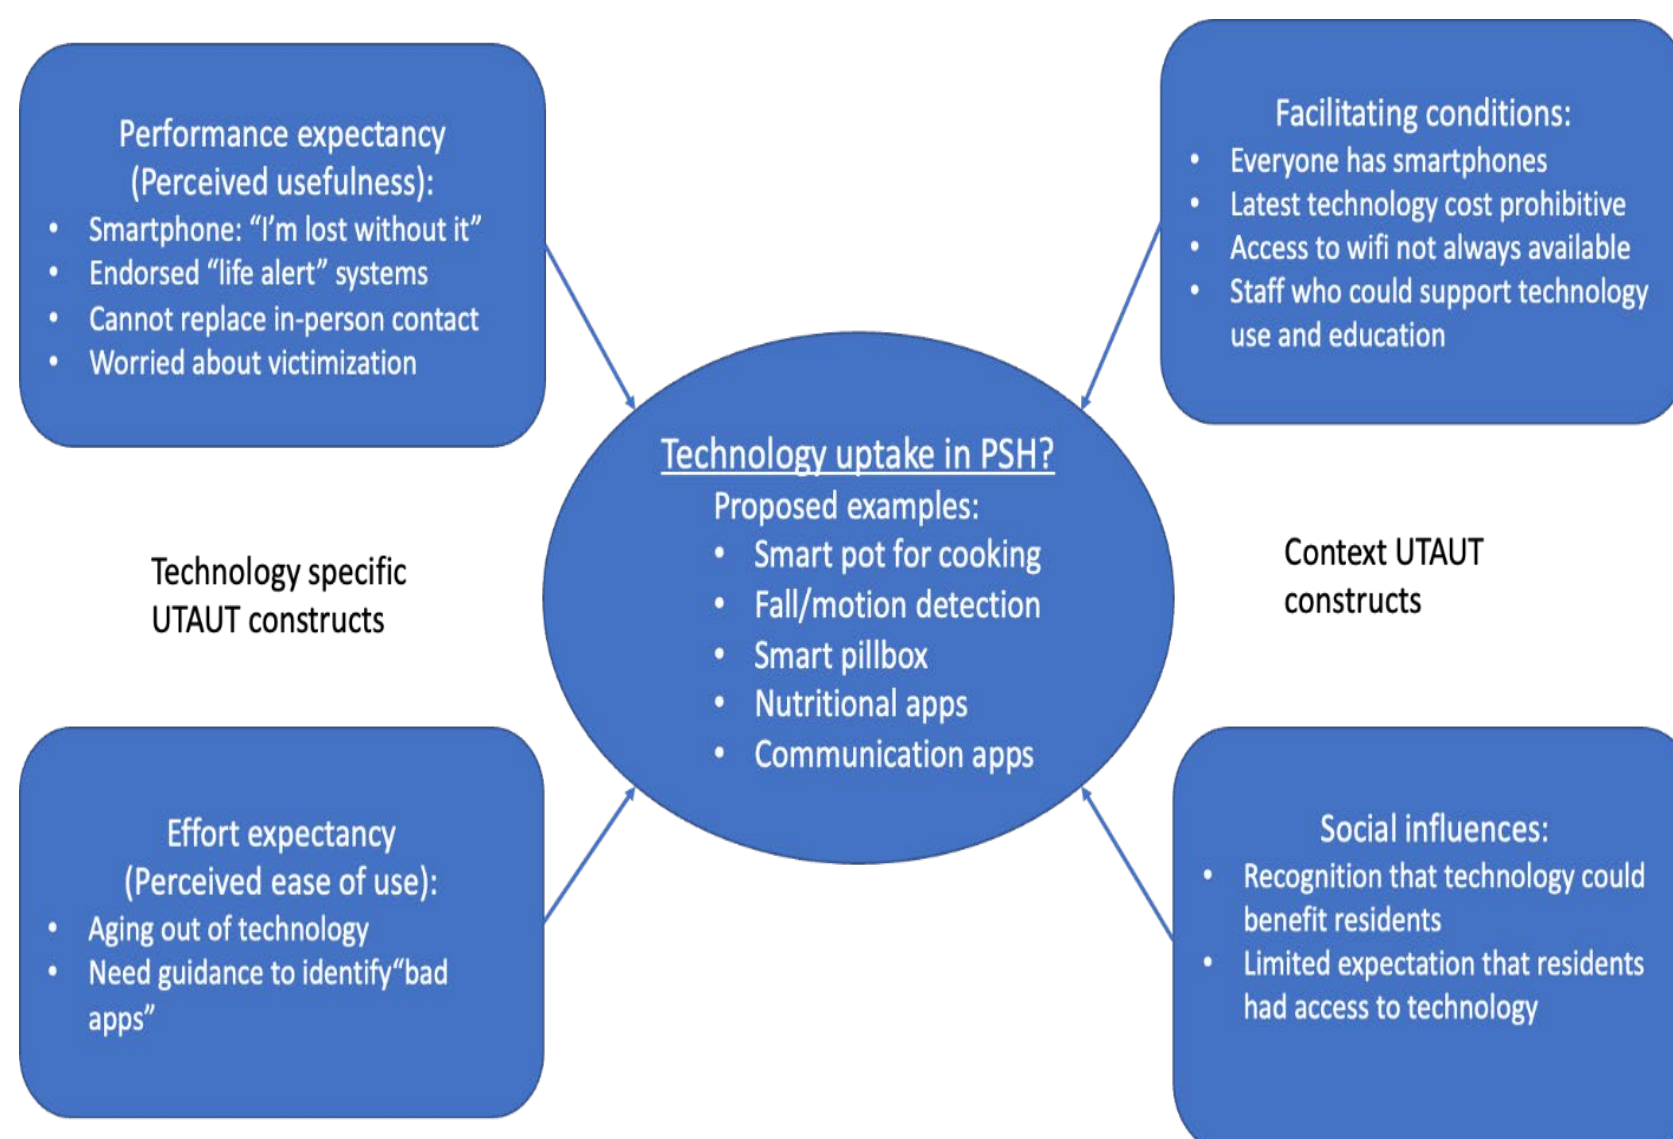 Performance expectancy
(Perceived usefulness):
• Smartphone: “I’m lost without it”
• Endorsed “life alert” systems
• Cannot replace in-person contact
• Worried about victimization
Facilitating conditions:
• Everyone has smartphones
• Latest technology cost prohibitive
• Access to wifi not always available
• Staff who could support technology
use and education
Technology uptake in PSH?
Proposed examples:
• Smart pot for cooking
• Fall/motion detection
• Smart pillbox
• Nutritional apps
• Communication apps
Technology specific
UTAUT constructs
Context UTAUT
constructs
Effort expectancy
(Perceived ease of use):
• Aging out of technology
• Need guidance to identify“bad
apps”
Social influences:
• Recognition that technology could
benefit residents
• Limited expectation that residents
had access to technology